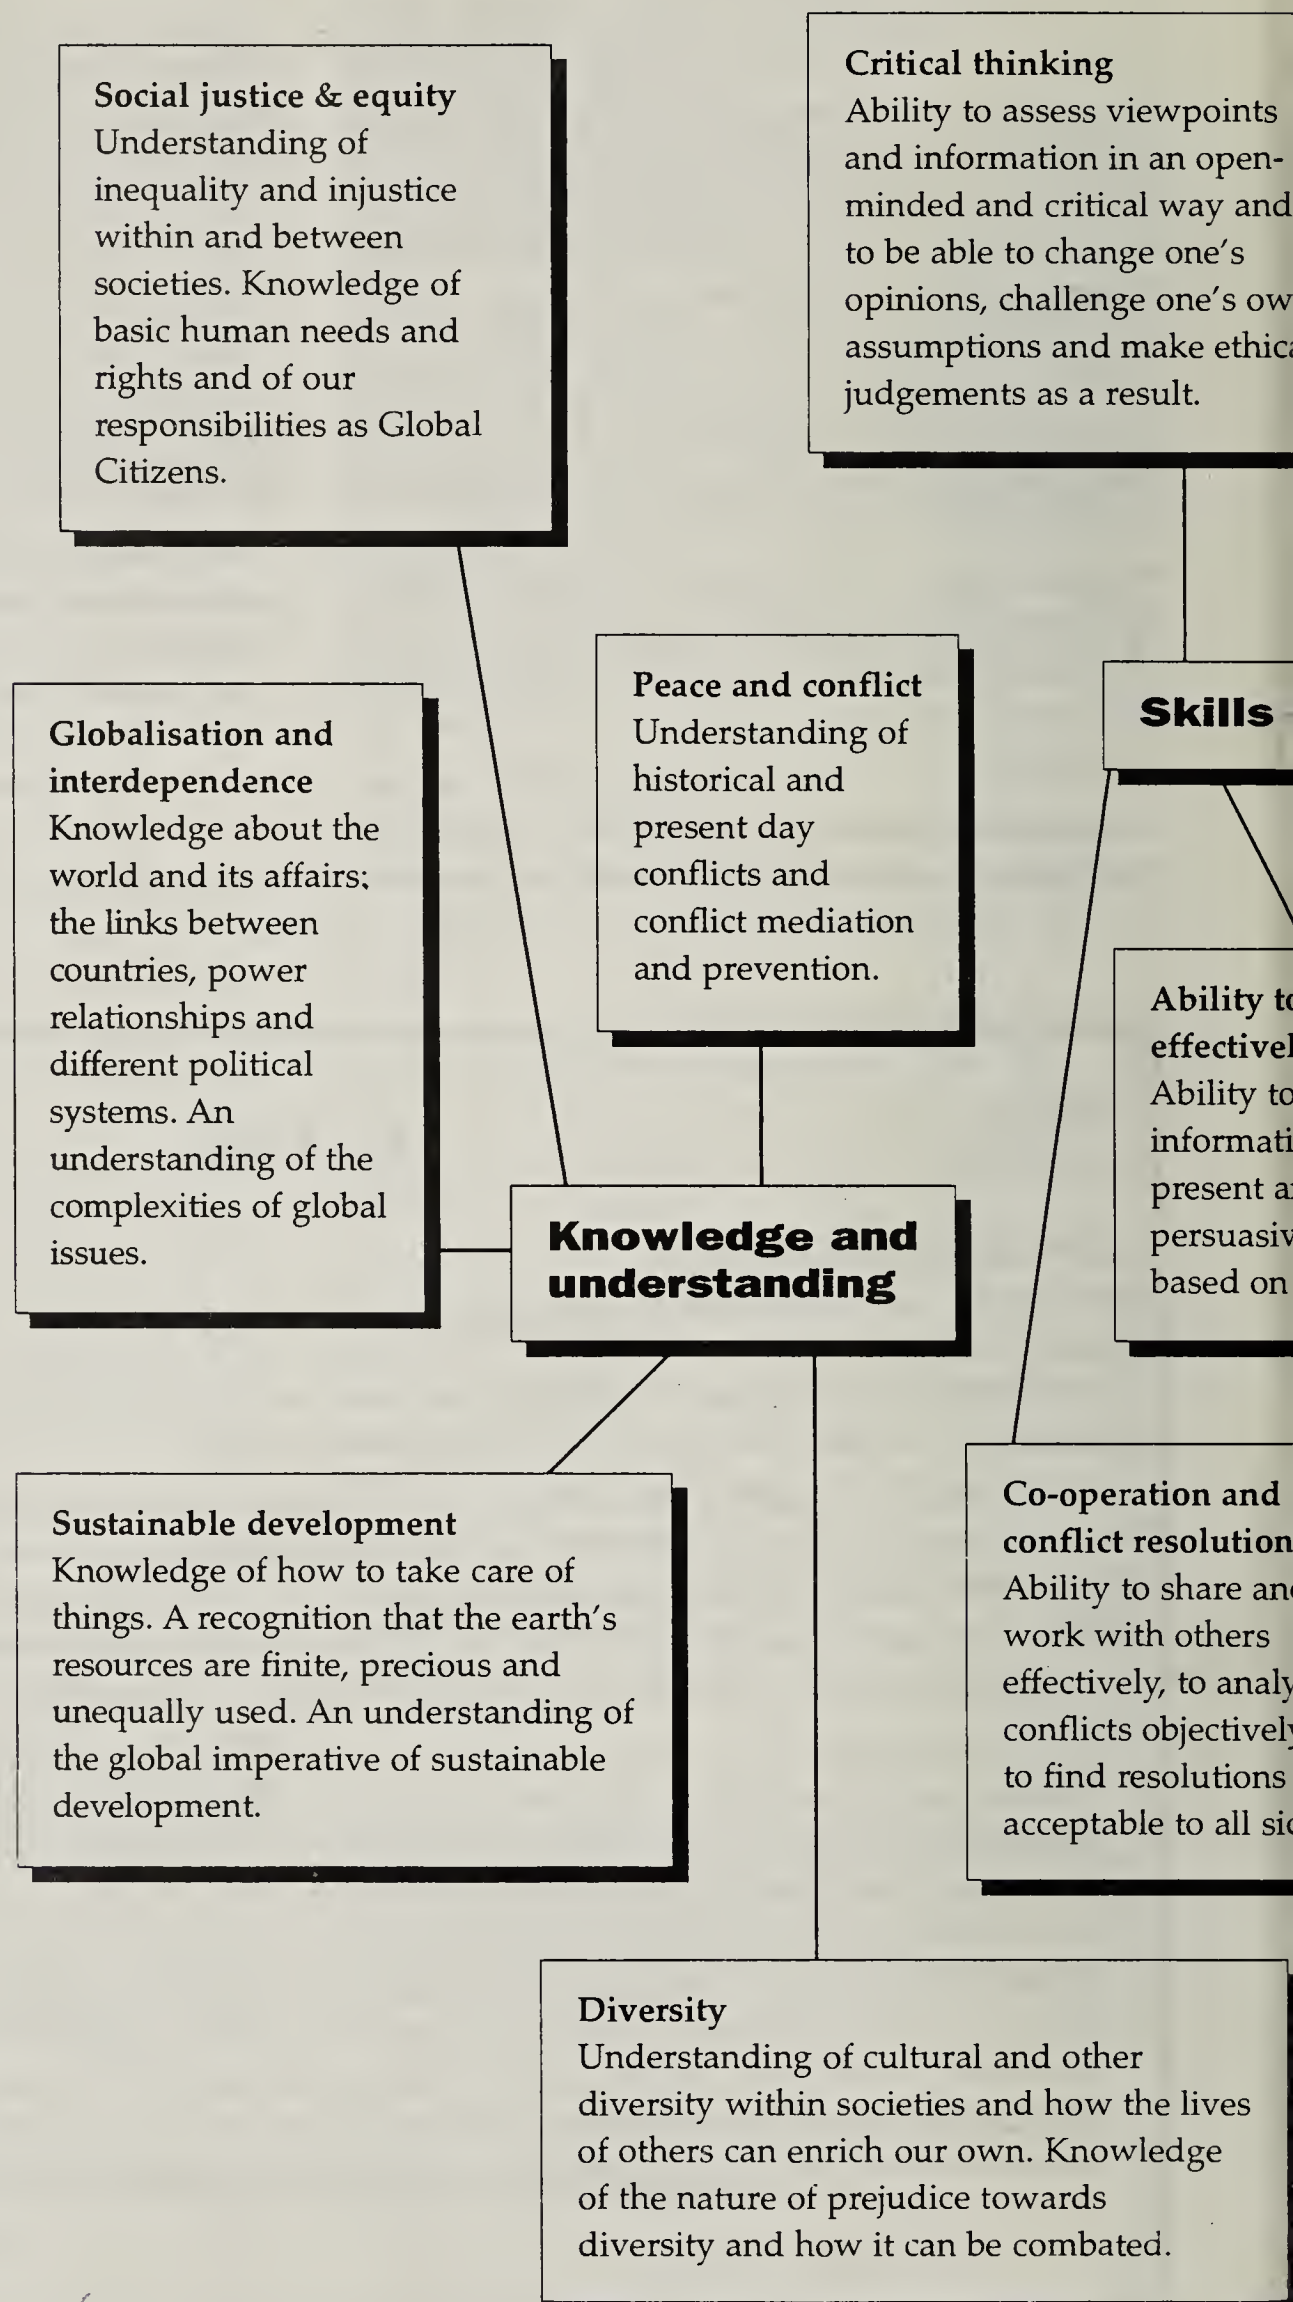 Social justice & equity
Understanding of
inequality and injustice
within and between
societies. Knowledge of
basic human needs and
rights and of our
responsibilities as Global
Citizens.
Critical thinking
Ability to assess viewpoints
and information in an open-
minded and critical way and
to be able to change one's
opinions, challenge one's
assumptions and make
judgements as a result.
Peace and conflict
Understanding of
historical and
present day
conflicts and
conflict mediation
and prevention.
Skills
Globalisation and
interdependence
Knowledge about the
world and its affairs;
the links between
countries, power
relationships and
different political
systems. An
understanding of the
complexities of global
issues.
Ability
Ability
present
based on
Knowledge and
understanding
Sustainable development
Knowledge of how to take care of
things. A recognition that the earth's
resources are finite, precious and
unequally used. An understanding of
the global imperative of sustainable
development.
Co-operation and
conflict resolution
Ability to share
work with others
effectively, to
conflicts
to find resolutions
acceptable to all
Diversity
Understanding of cultural and other
diversity within societies and how the lives
of others can enrich our own. Knowledge
of the nature of prejudice towards
diversity and how it can be combated.